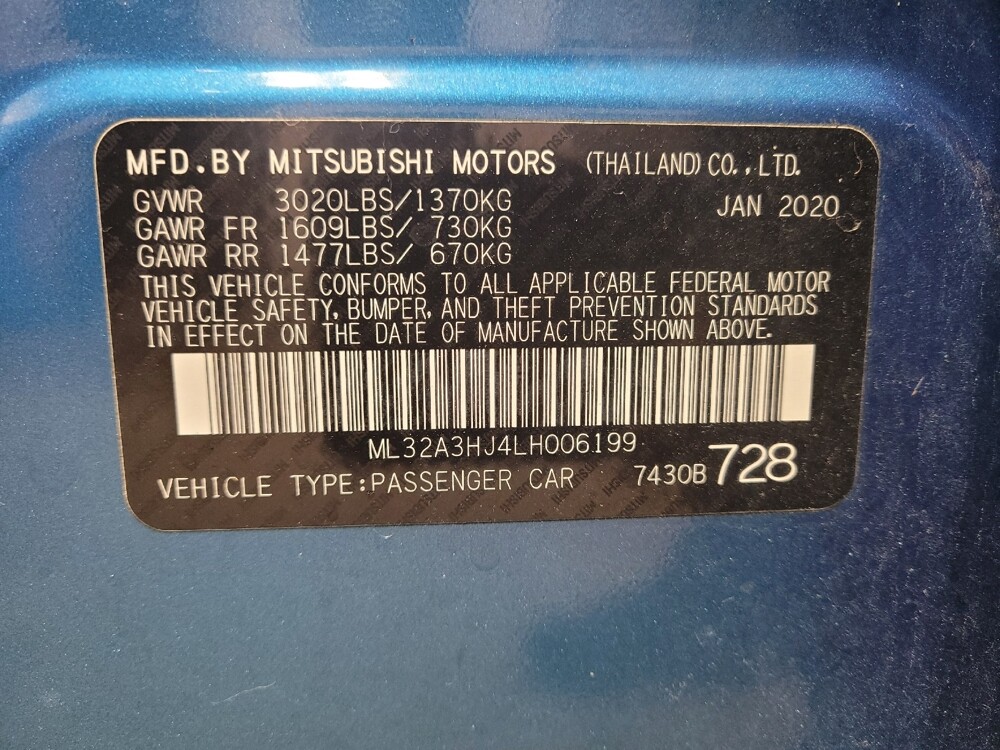 MFD.BY MITSUBISHI MOTORS (THAILAND) CO.,LTD.
GVWR 3020LBS/1370KG JAN 2020
GAWR FR 1609LBS/ 730KG
GAWR RR 1477LBS/ 670KG
THIS VEHICLE CONFORMS TO ALL APPLICABLE FEDERAL MOTOR
VEHICLE SAFETY, BUMPER, AND THEFT PREVENTION STANDARDS
IN EFFECT ON THE DATE OF MANUFACTURE SHOWN ABOVE.
ML32A3HJ4LH006199
VEHICLE TYPE:PASSENGER CAR 7430B 728